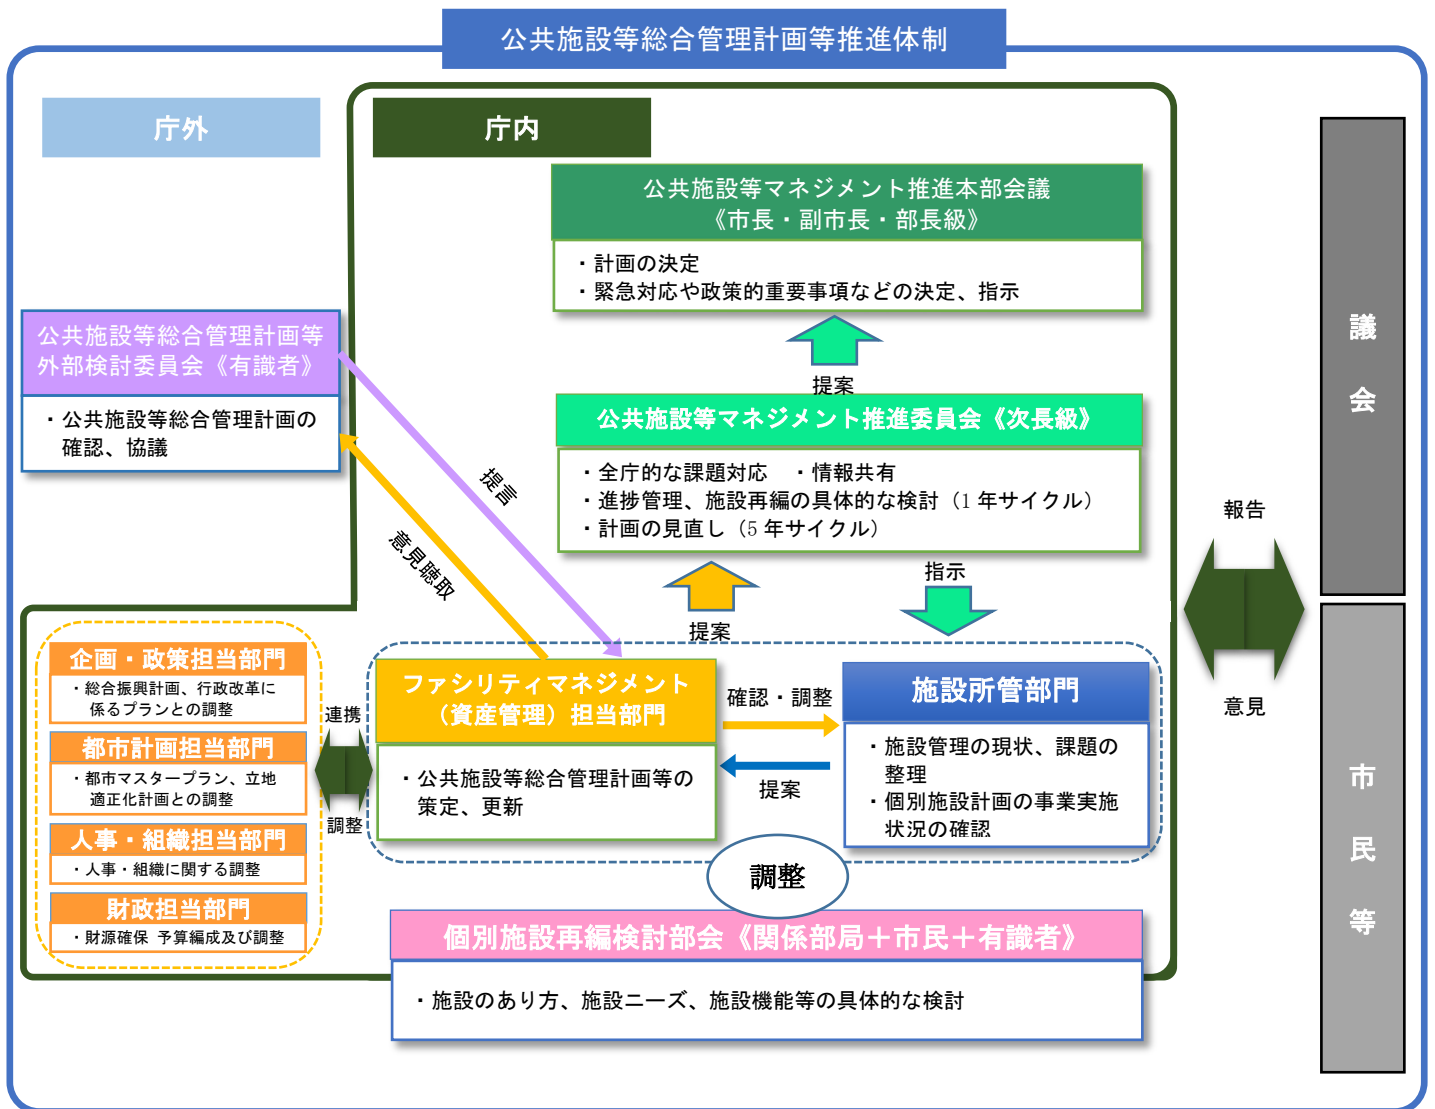 公共施設等総合管理計画等推進体制
庁外
庁内
公共施設等マネジメント推進本部会議
《市長・副市長・部長級》
・計画の決定
・緊急対応や政策的重要事項などの決定、指示
公共施設等総合管理計画等
外部検討委員会《有識者》
・公共施設等総合管理計画の
確認、協議
提案
公共施設等マネジメント推進委員会《次長級》
・全庁的な課題対応　・情報共有
・進捗管理、施設再編の具体的な検討（1 年サイクル）
・計画の見直し（5 年サイクル）
提言
意見聴取
提案
指示
企画・政策担当部門
・総合振興計画、行政改革に
係るプランとの調整
都市計画担当部門
・都市マスタープラン、立地
適正化計画との調整
人事・組織担当部門
・人事・組織に関する調整
財政担当部門
・財源確保 予算編成及び調整
連携
調整
ファシリティマネジメント
（資産管理）担当部門
・公共施設等総合管理計画等の
策定、更新
確認・調整
提案
施設所管部門
・施設管理の現状、課題の
整理
・個別施設計画の事業実施
状況の確認
調整
個別施設再編検討部会《関係部局＋市民＋有識者》
・施設のあり方、施設ニーズ、施設機能等の具体的な検討
報告
意見
議会
市民等